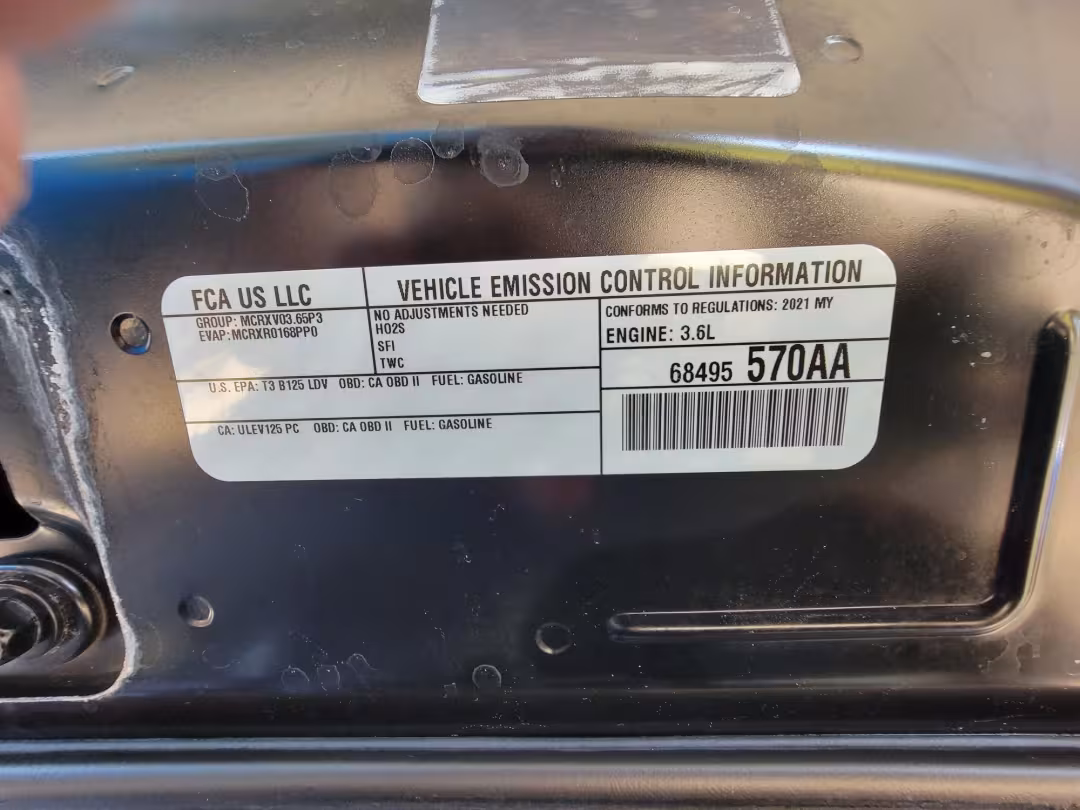 FCA US LLC
GROUP: MCRXV03.65P3
EVAP: MCRXR0168PP0
VEHICLE EMISSION CONTROL INFORMATION
NO ADJUSTMENTS NEEDED
HO2S
SFI
TWC
CONFORMS TO REGULATIONS: 2021 MY
ENGINE: 3.6L
68495 570AA
U.S. EPA: T3 B125 LDV OBD: CA OBD II FUEL: GASOLINE
CA: ULEV125 PC OBD: CA OBD II FUEL: GASOLINE